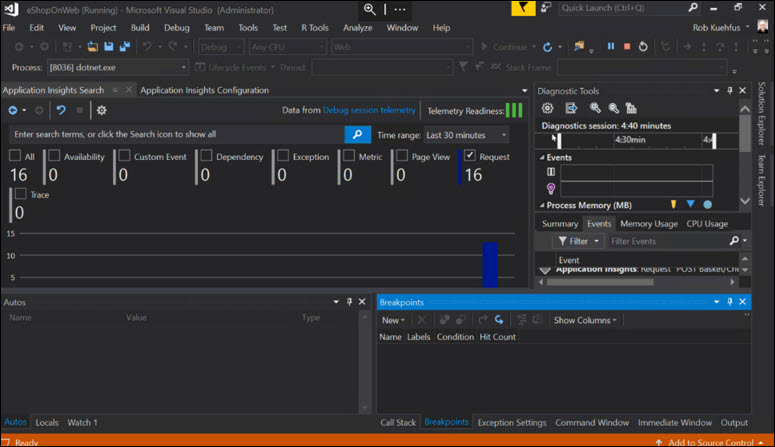 eShopOnWeb (Running) - Microsoft Visual Studio (Administrator)
Quick Launch (Ctrl+Q)
File Edit View Project Build Debug Team Tools Test R Tools Analyze Window Help
Rob Kuehfus
Debug Any CPU Web Continue
Process: [8036] dotnet.exe Lifecycle Events Thread: Stack Frame:
Application Insights Search Application Insights Configuration
Data from Debug session telemetry Telemetry Readiness:
Enter search terms, or click the Search icon to show all Time range: Last 30 minutes
All Availability Custom Event Dependency Exception Metric Page View Request
16 0 0 0 0 0 0 16
Trace
0
15
10
5
Diagnostic Tools
Diagnostics session: 4:40 minutes
4:30min
Events
Process Memory (MB)
Summary Events Memory Usage CPU Usage
Filter Filter Events
Event
Application Insights: Request POST Basket/
Solution Explorer
Team Explorer
Autos
Name Value Type
Autos Locals Watch 1
Breakpoints
New Show Columns
Name Labels Condition Hit Count
Call Stack Breakpoints Exception Settings Command Window Immediate Window Output
Ready Add to Source Control